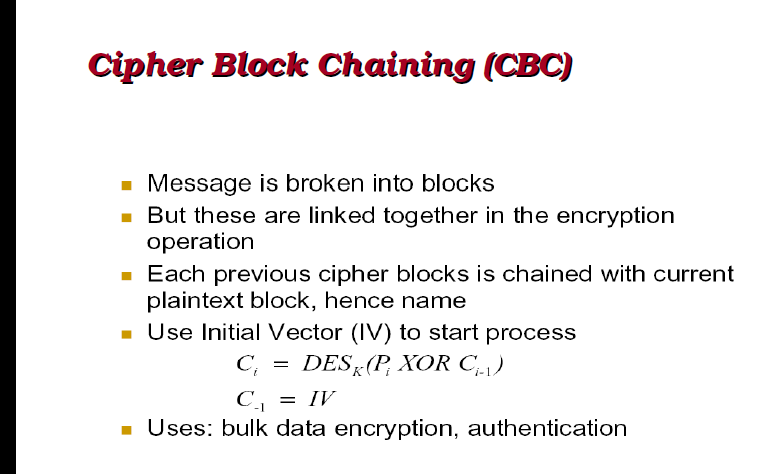 Cipher Block Chaining (CBC)
Message is broken into blocks
But these are linked together in the encryption
operation
Each previous cipher blocks is chained with current
plaintext block, hence name
Use Initial Vector (IV) to start process
C_i = DES_K(P_i XOR C_{i-1})
C_{-1} = IV
Uses: bulk data encryption, authentication